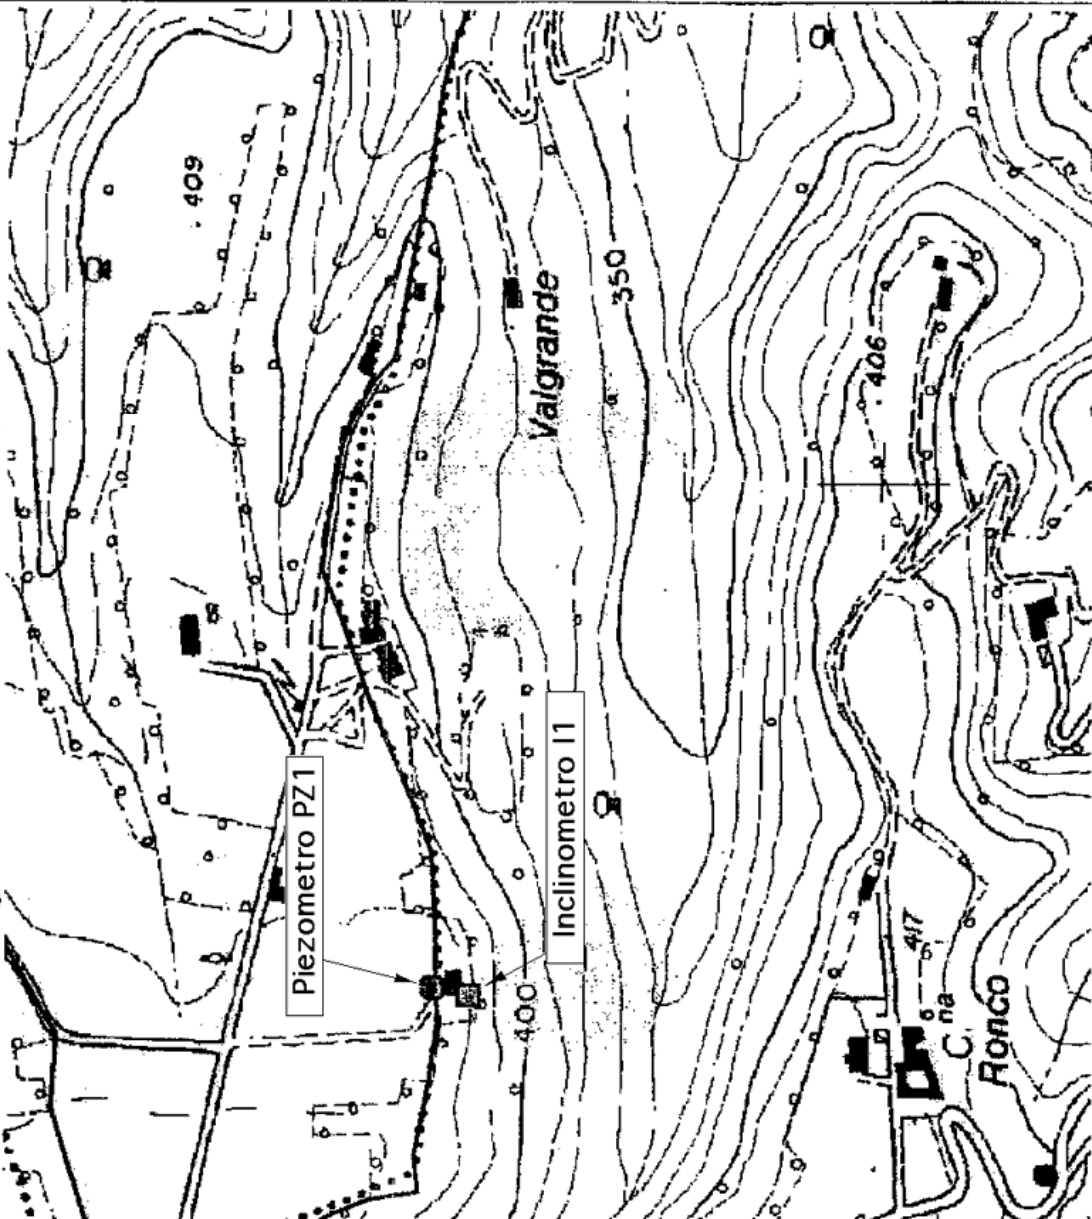 . 409
350
Valgrande
. 406
Piezometro PZ1
Inclinometro I1
400
417
C.na
Ronco